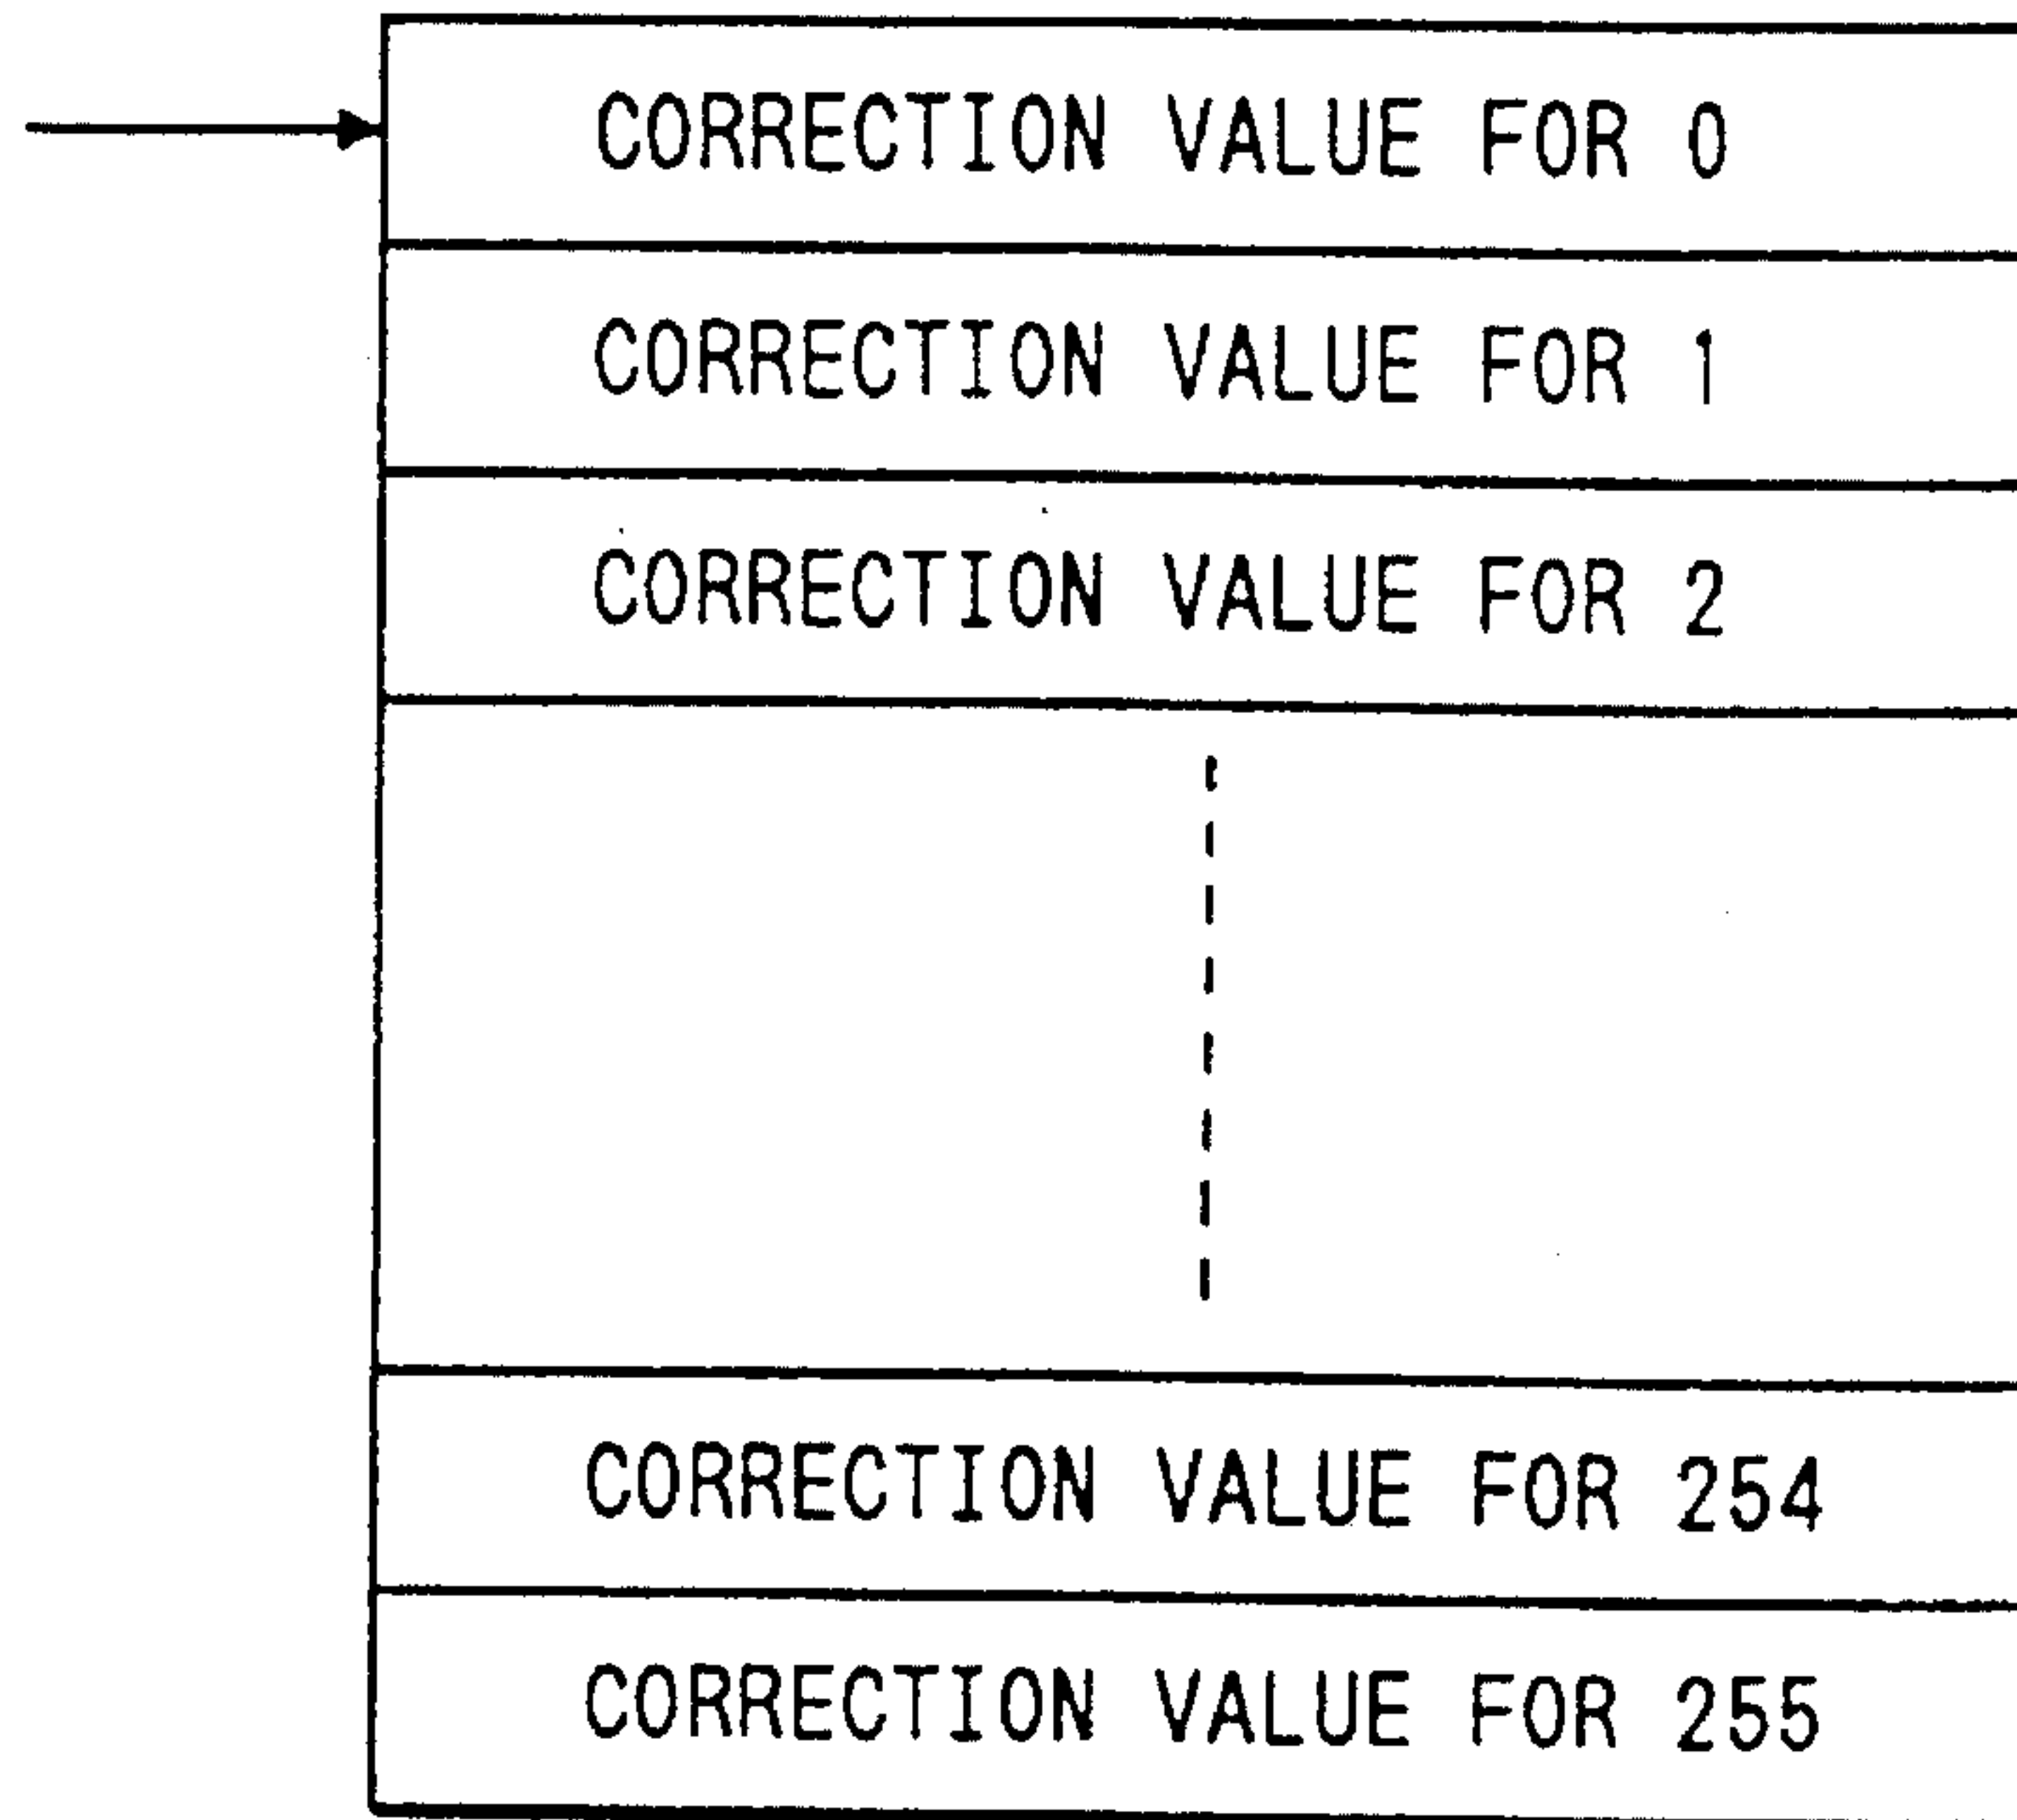 CORRECTION VALUE FOR 0
CORRECTION VALUE FOR 1
CORRECTION VALUE FOR 2
CORRECTION VALUE FOR 254
CORRECTION VALUE FOR 255